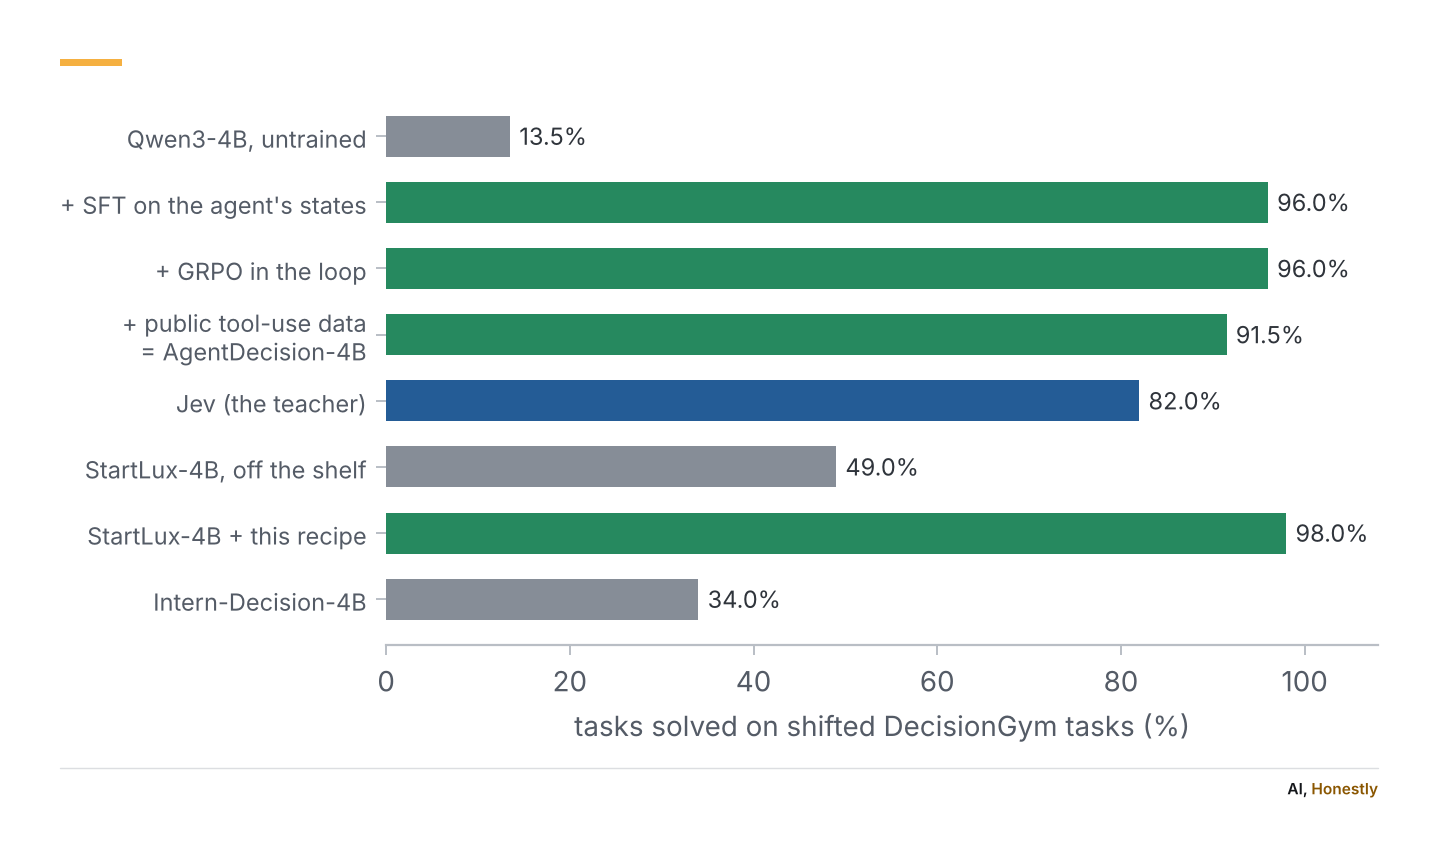 Qwen3-4B, untrained
13.5%
+ SFT on the agent's states
96.0%
+ GRPO in the loop
96.0%
+ public tool-use data
= AgentDecision-4B
91.5%
Jev (the teacher)
82.0%
StartLux-4B, off the shelf
49.0%
StartLux-4B + this recipe
98.0%
Intern-Decision-4B
34.0%
0 20 40 60 80 100
tasks solved on shifted DecisionGym tasks (%)
AI, Honestly